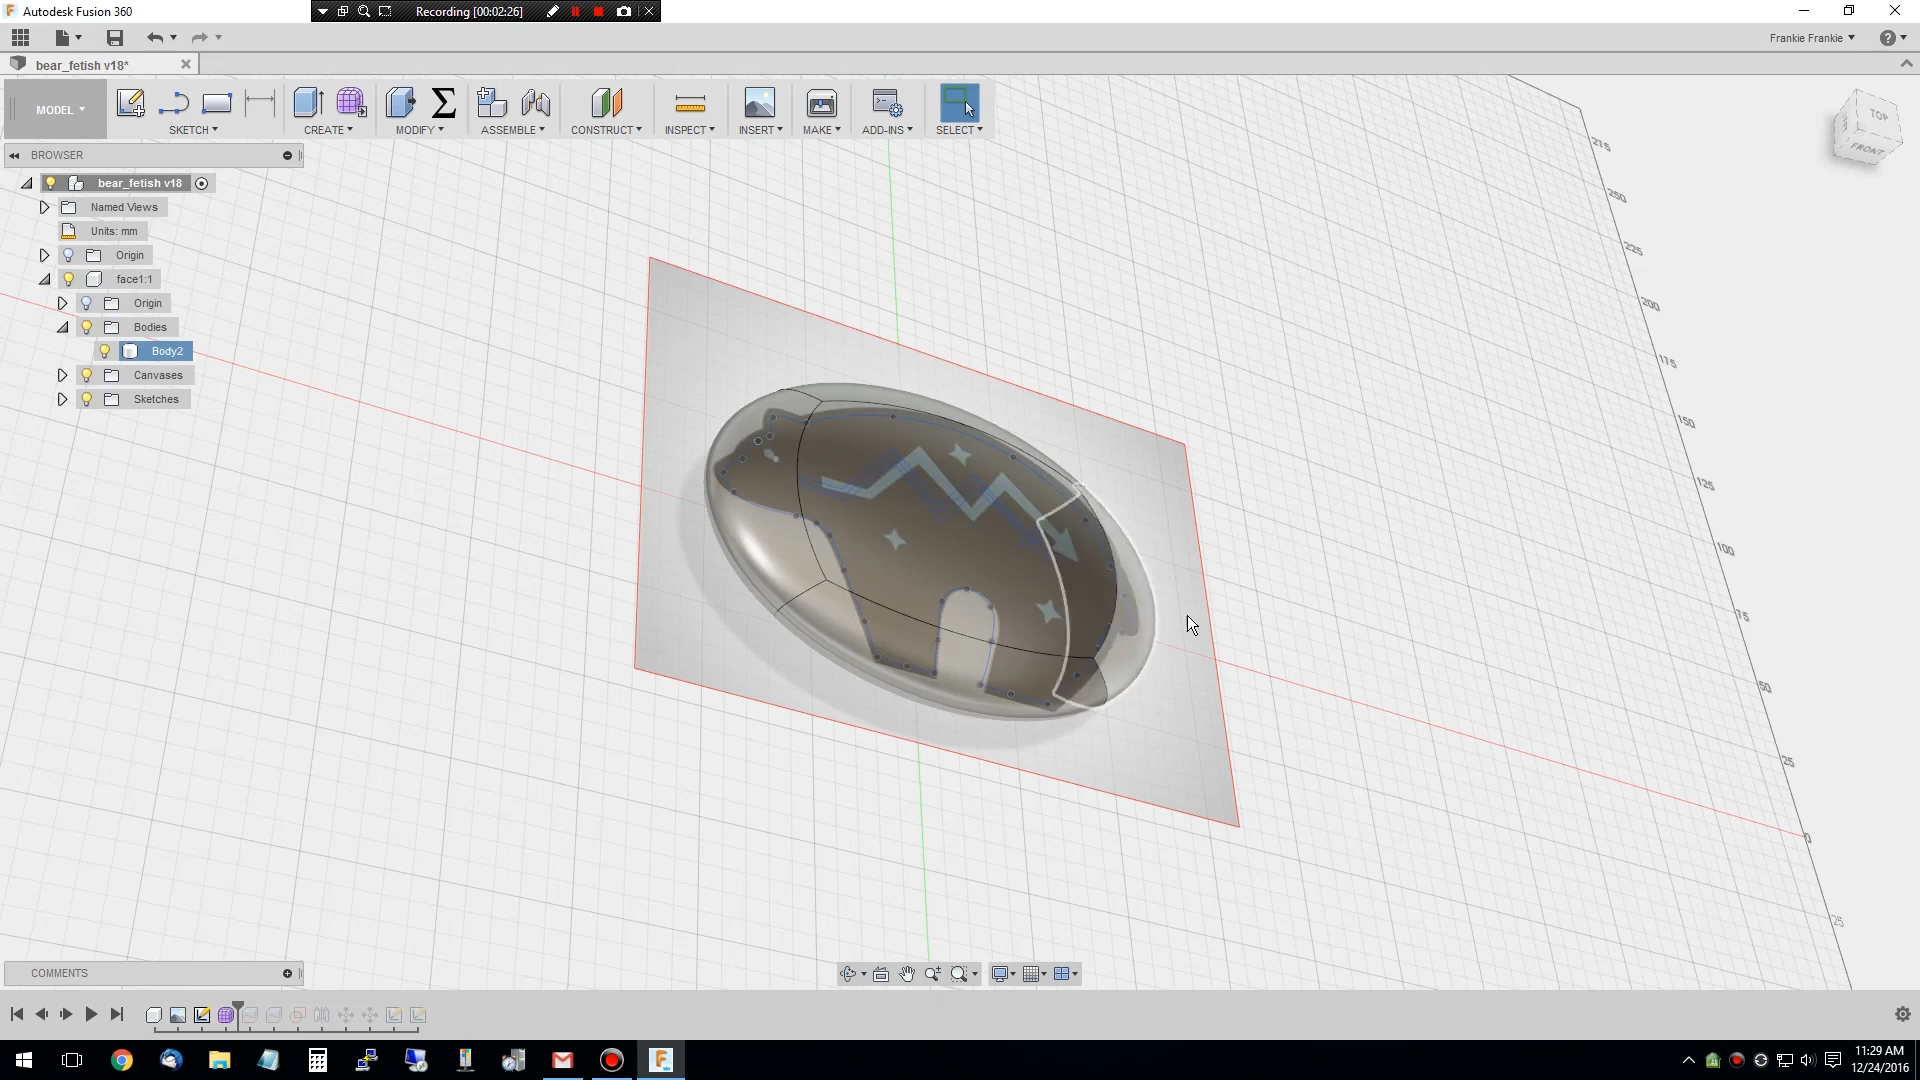 Autodesk Fusion 360
Recording [00:02:26]
Frankie Frankie
bear_fetish v18*
MODEL
SKETCH
CREATE
MODIFY
ASSEMBLE
CONSTRUCT
INSPECT
INSERT
MAKE
ADD-INS
SELECT
TOP
FRONT
BROWSER
bear_fetish v18
Named Views
Units: mm
Origin
face1:1
Origin
Bodies
Body2
Canvases
Sketches
275
250
225
200
175
150
125
100
75
50
25
0
25
COMMENTS
11:29 AM
12/24/2016